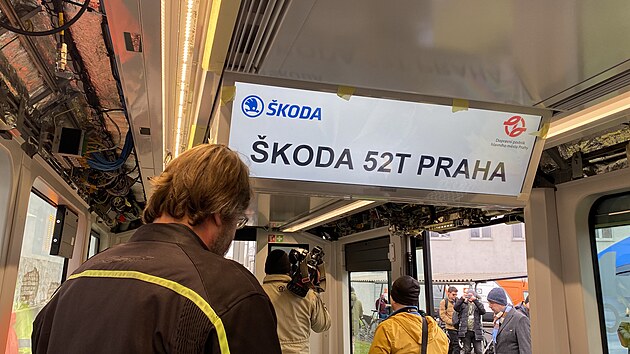 ŠKODA
Dopravní podnik
hlavního města Prahy
ŠKODA 52T PRAHA